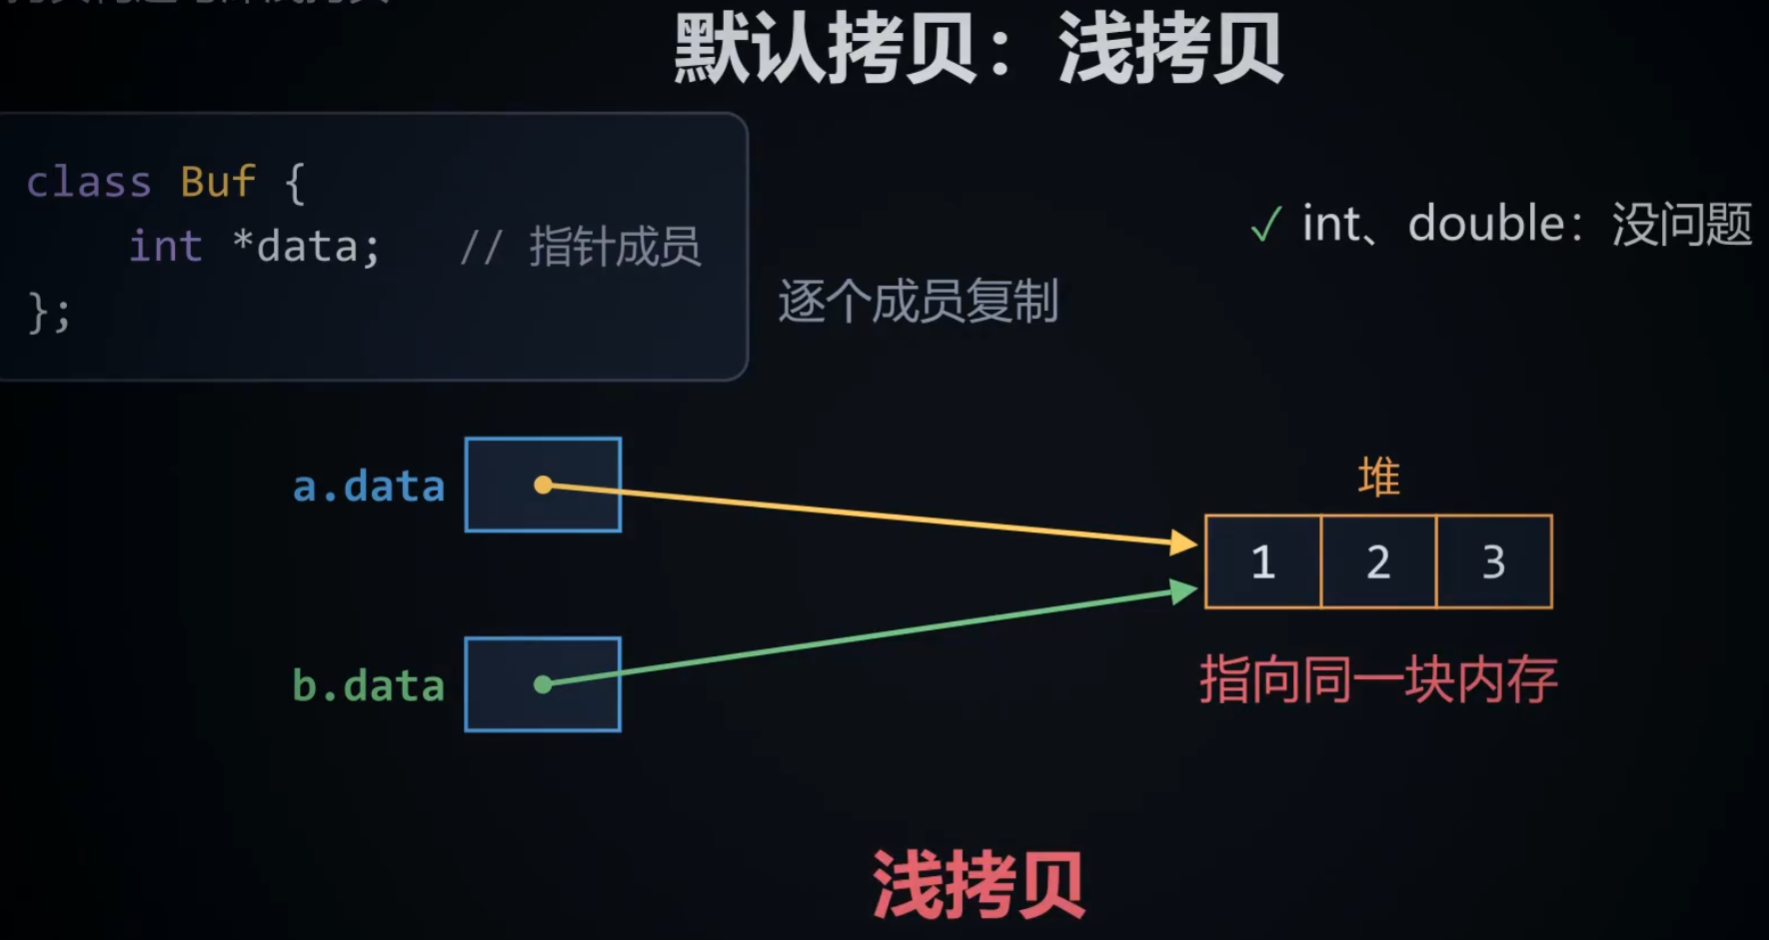 默认拷贝：浅拷贝
class Buf {
int *data; // 指针成员
};
逐个成员复制
✓ int、double：没问题
a.data
堆
1 2 3
b.data
指向同一块内存
浅拷贝